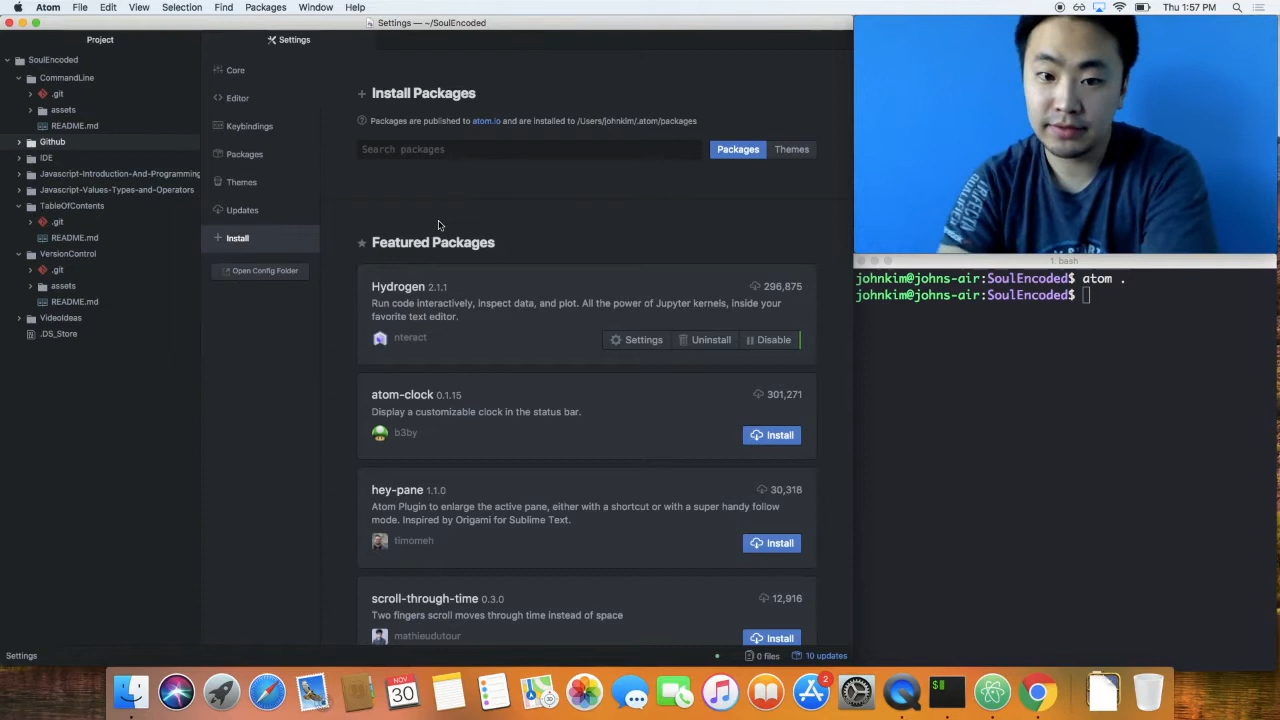 Atom File Edit View Selection Find Packages Window Help
Thu 1:57 PM
Settings — ~/SoulEncoded
Project
Settings
SoulEncoded
CommandLine
.git
assets
README.md
Github
IDE
Javascript-Introduction-And-Programming
Javascript-Values-Types-and-Operators
TableOfContents
.git
README.md
VersionControl
.git
assets
README.md
VideoIdeas
.DS_Store
Core
Editor
Keybindings
Packages
Themes
Updates
Install
Open Config Folder
Install Packages
Packages are published to atom.io and are installed to /Users/johnkim/.atom/packages
Search packages
Packages Themes
Featured Packages
Hydrogen 2.1.1 296,875
Run code interactively, inspect data, and plot. All the power of Jupyter kernels, inside your
favorite text editor.
nteract
Settings Uninstall Disable
atom-clock 0.1.15 301,271
Display a customizable clock in the status bar.
b3by
Install
hey-pane 1.1.0 30,318
Atom Plugin to enlarge the active pane, either with a shortcut or with a super handy follow
mode. Inspired by Origami for Sublime Text.
timomeh
Install
scroll-through-time 0.3.0 12,916
Two fingers scroll moves through time instead of space
mathieudutour
Install
Settings
0 files 10 updates
1. bash
johnkim@johns-air:SoulEncoded$ atom .
johnkim@johns-air:SoulEncoded$
NOV
30
2
$